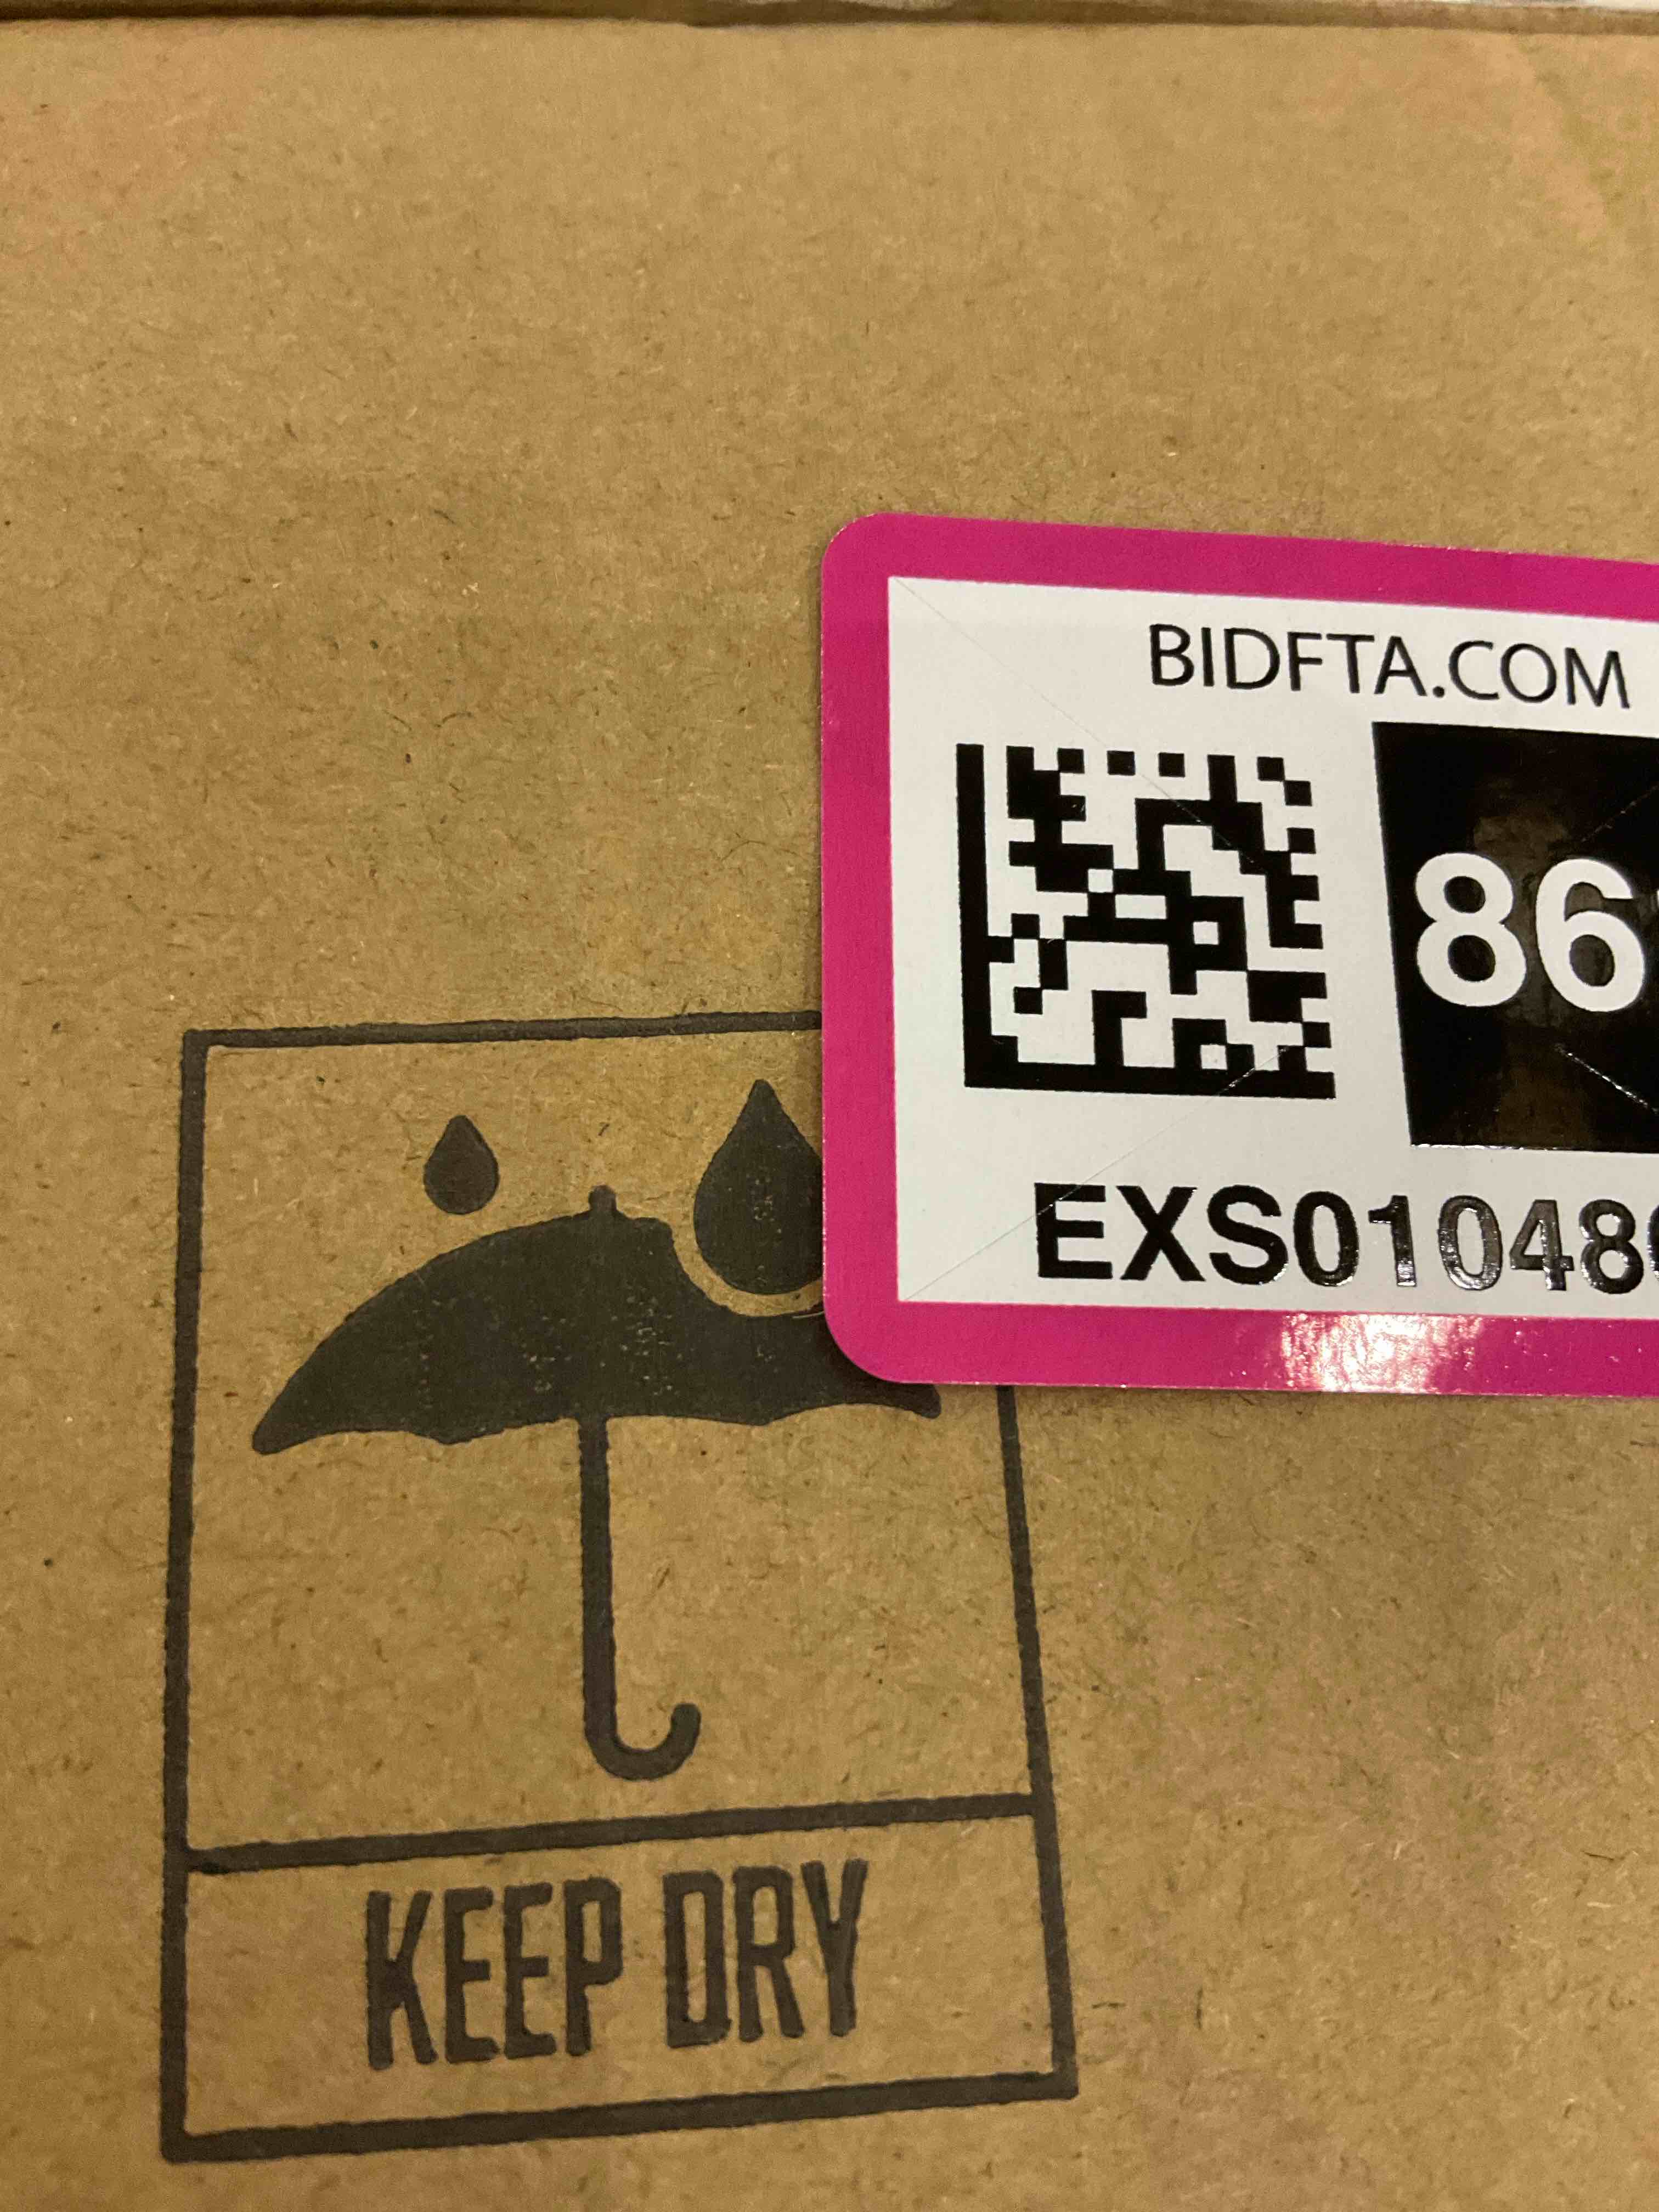 BIDFTA.COM
86
EXS01048
KEEP DRY